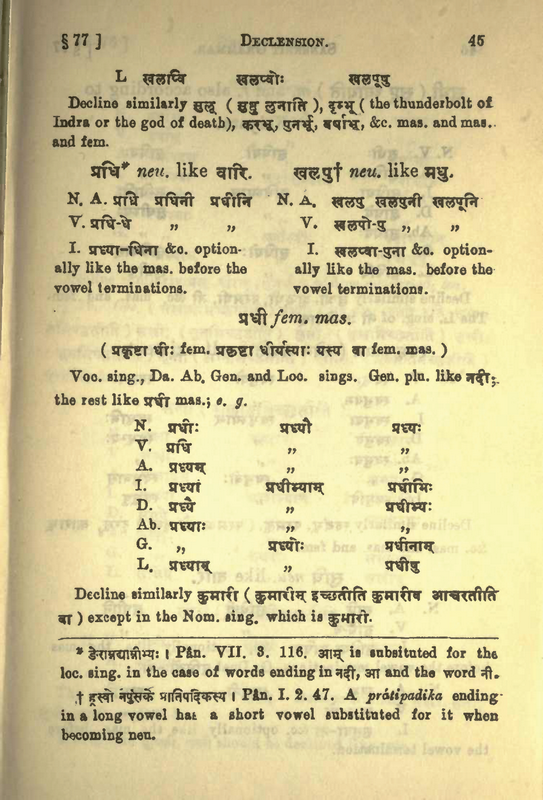 § 77 ] DECLENSION. 45
L खलप्वि खलप्वोः खलपूषु
Decline similarly सुलू ( सुष्ठु लुनाति ), दृम्भू ( the thunderbolt of
Indra or the god of death), करभू, पुनर्भू, वर्षाभू, &c. mas. and mas.
and fem.
प्रधि* neu. like वारि. खलपु† neu. like मधु.
N. A. प्रधि प्रधिनी प्रधीनि N. A. खलपु खलपुनी खलपूनि
V. प्रधि-धे „ „ V. खलपो-पु „ „
I. प्रध्या-धिना &c. option- I. खलप्वा-पुना &c. option-
ally like the mas. before the ally like the mas. before the
vowel terminations. vowel terminations.
प्रधी fem. mas.
( प्रकृष्टा धीः fem. प्रकृष्टा धीर्यस्याः यस्य वा fem. mas. )
Voc. sing., Da. Ab. Gen. and Loc. sings. Gen. plu. like नदी;
the rest like प्रधी mas.; e. g.
N. प्रधीः प्रध्यौ प्रध्यः
V. प्रधि „ „
A. प्रध्यम् „ „
I. प्रध्या प्रधीभ्याम् प्रधीभिः
D. प्रध्यै „ प्रधीभ्यः
Ab. प्रध्याः „ „
G. „ प्रध्योः प्रधीनाम्
L. प्रध्याम् „ प्रधीषु
Decline similarly कुमारी ( कुमारीम् इच्छतीति कुमारीव आचरतीति
वा ) except in the Nom. sing. which is कुमारी.
* ङेराम्नद्याम्नीभ्यः। Pân. VII. 3. 116. आम् is subsituted for the
loc. sing. in the case of words ending in नदी, आ and the word नी.
† ह्रस्वो नपुंसके प्रातिपदिकस्य। Pân. I. 2. 47. A prâtipadika ending
in a long vowel has a short vowel substituted for it when
becoming neu.